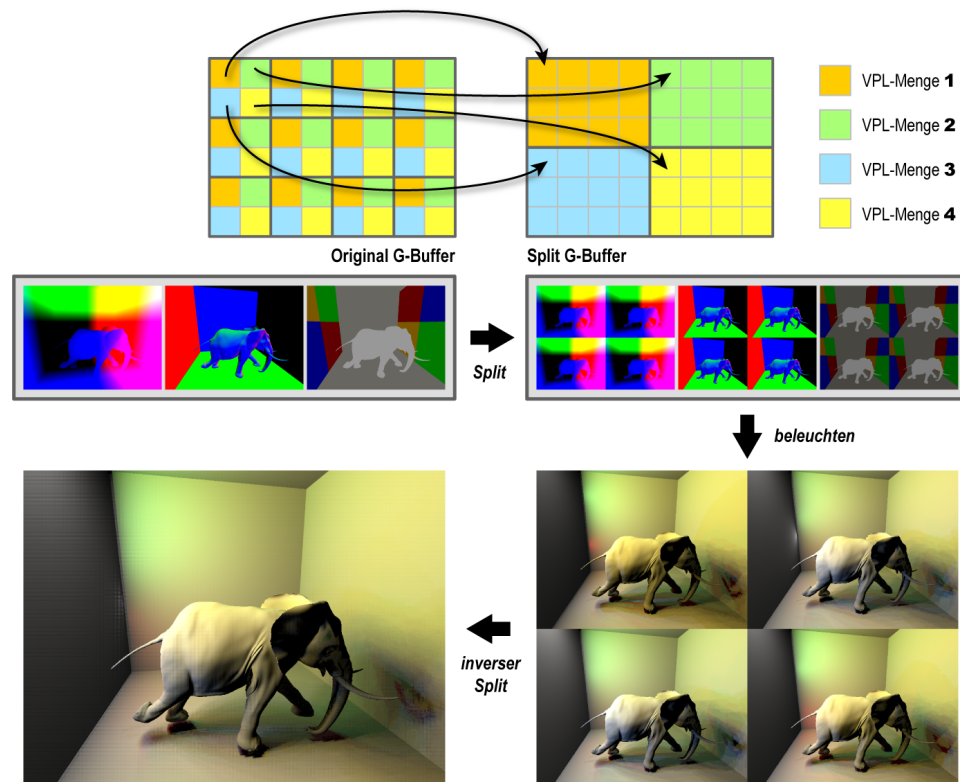 VPL-Menge 1
VPL-Menge 2
VPL-Menge 3
VPL-Menge 4
Original G-Buffer
Split G-Buffer
Split
beleuchten
inverser
Split